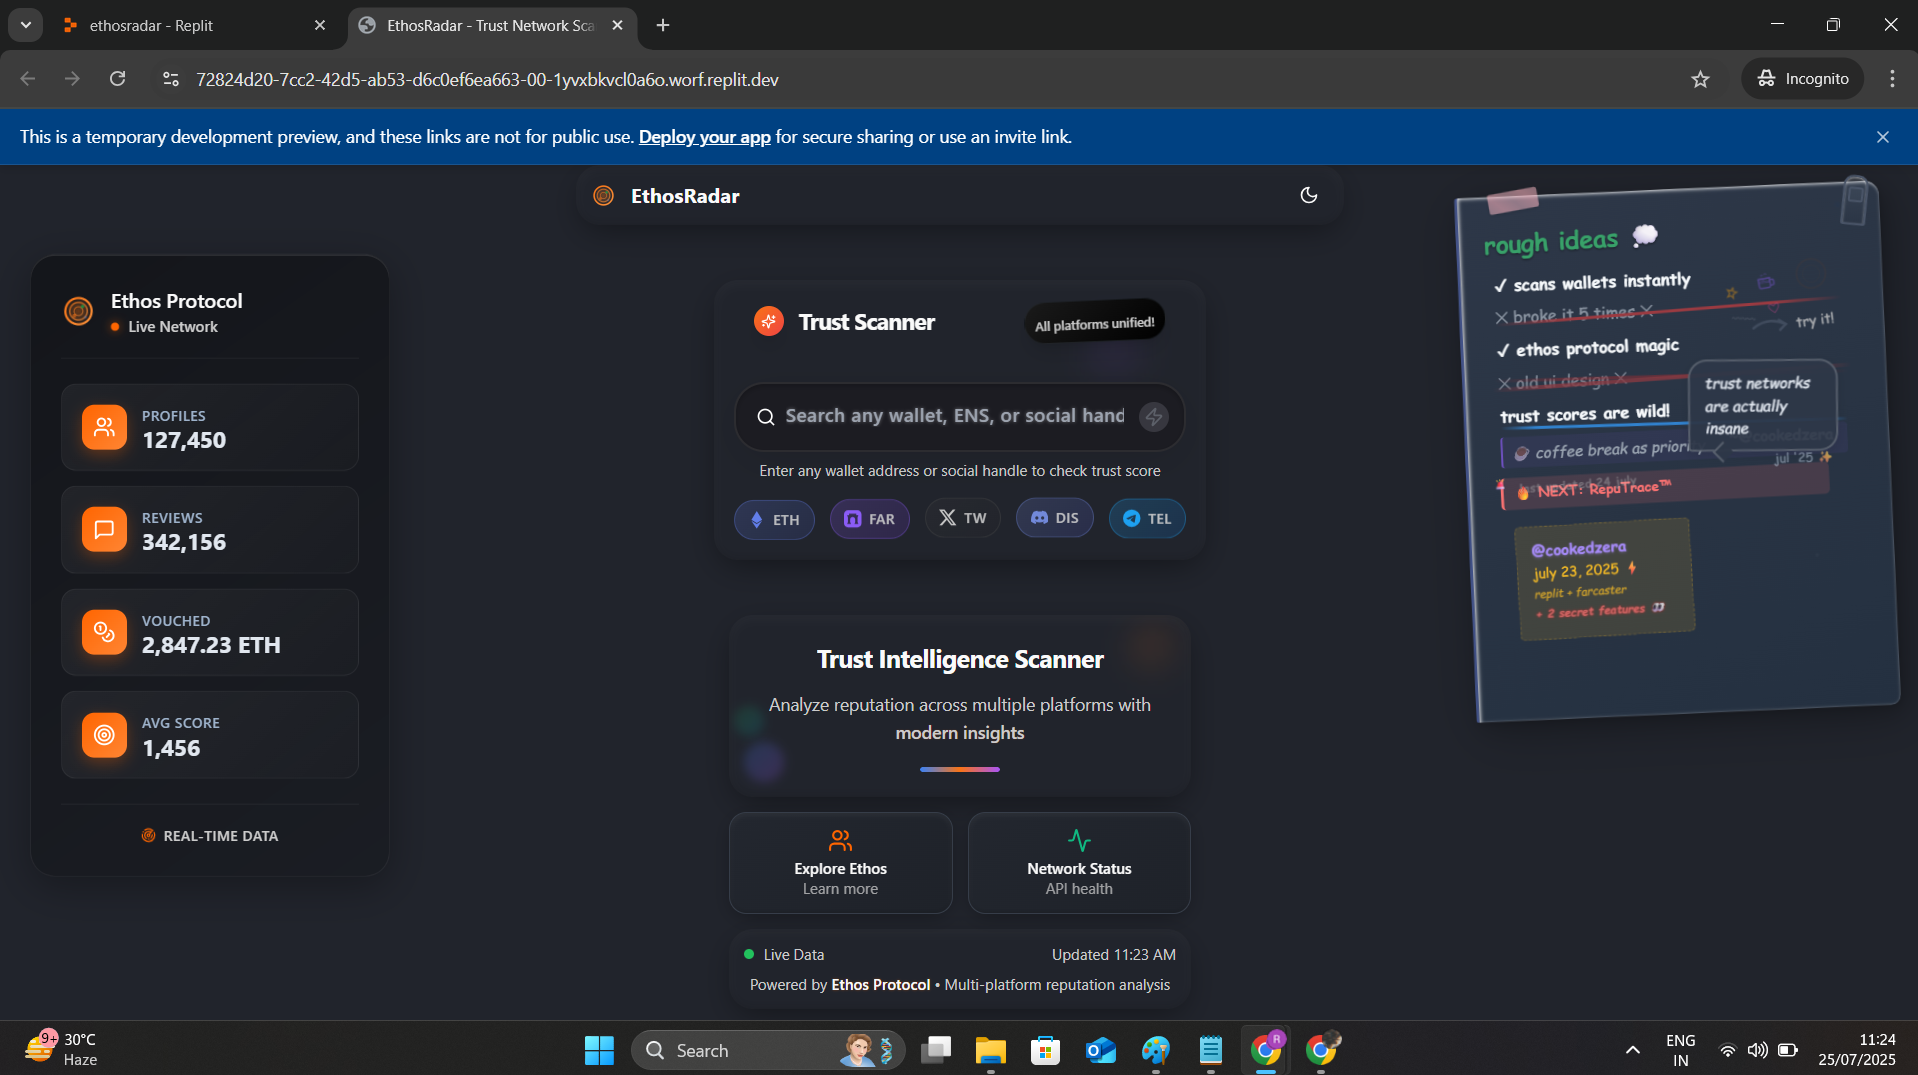 ethosradar - Replit
EthosRadar - Trust Network Sca
72824d20-7cc2-42d5-ab53-d6c0ef6ea663-00-1yvxbkvcl0a6o.worf.replit.dev
Incognito
This is a temporary development preview, and these links are not for public use. Deploy your app for secure sharing or use an invite link.
EthosRadar
Ethos Protocol
Live Network
PROFILES
127,450
REVIEWS
342,156
VOUCHED
2,847.23 ETH
AVG SCORE
1,456
REAL-TIME DATA
Trust Scanner
All platforms unified!
Search any wallet, ENS, or social hand
Enter any wallet address or social handle to check trust score
ETH
FAR
TW
DIS
TEL
Trust Intelligence Scanner
Analyze reputation across multiple platforms with
modern insights
Explore Ethos
Learn more
Network Status
API health
Live Data
Updated 11:23 AM
Powered by Ethos Protocol • Multi-platform reputation analysis
rough ideas
✓ scans wallets instantly
✕ broke it 5 times ✕
try it!
✓ ethos protocol magic
✕ old ui design ✕
trust networks
are actually
insane
trust scores are wild!
@cookedzera
coffee break as prior
jul '25
last updated 24 july
NEXT: RepuTrace™
@cookedzera
july 23, 2025
replit + farcaster
+ 2 secret features
9+
30°C
Haze
Search
R
ENG
IN
11:24
25/07/2025